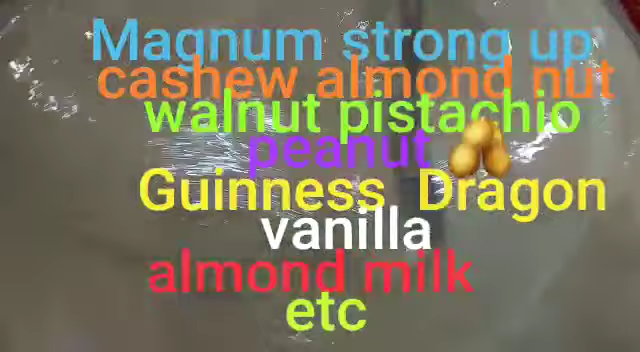 Magnum strong up
cashew almond nut
walnut pistachio
peanut 🥜
Guinness Dragon
vanilla
almond milk
etc